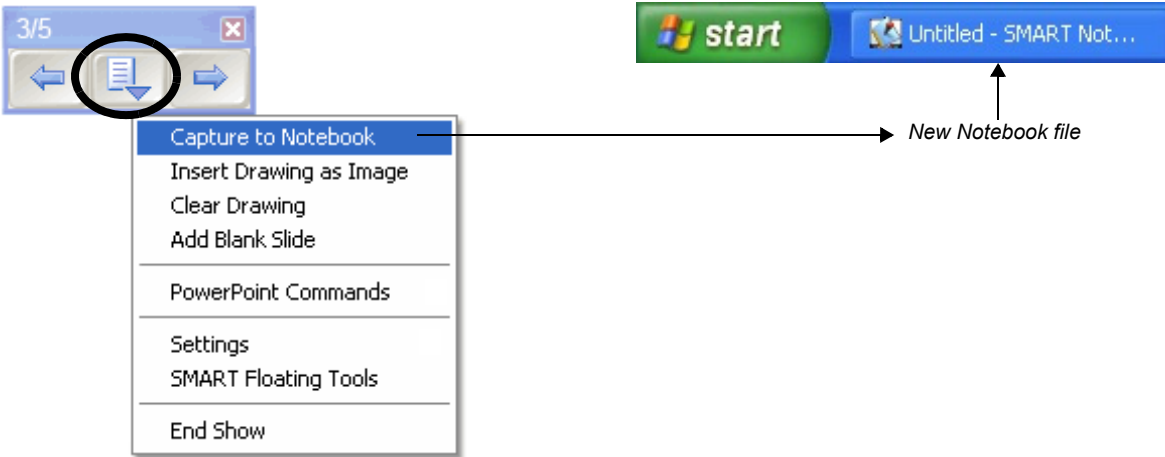 3/5
start
Untitled - SMART Not...
New Notebook file
Capture to Notebook
Insert Drawing as Image
Clear Drawing
Add Blank Slide
PowerPoint Commands
Settings
SMART Floating Tools
End Show